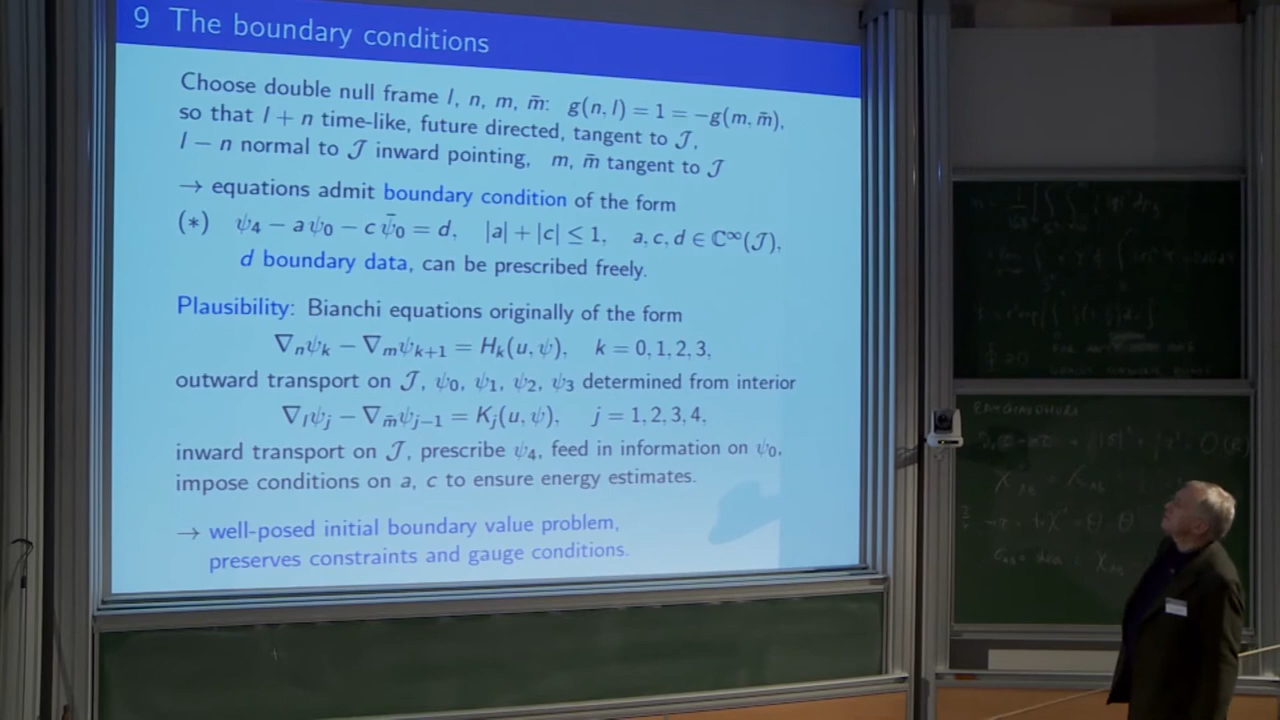 9 The boundary conditions
Choose double null frame l, n, m, m̄: g(n, l) = 1 = −g(m, m̄),
so that l + n time-like, future directed, tangent to 𝒥,
l − n normal to 𝒥 inward pointing, m, m̄ tangent to 𝒥
→ equations admit boundary condition of the form
(∗) ψ₄ − a ψ₀ − c ψ̄₀ = d, |a| + |c| ≤ 1, a, c, d ∈ ℂ^∞(𝒥),
d boundary data, can be prescribed freely.
Plausibility: Bianchi equations originally of the form
∇ₙψₖ − ∇ₘψₖ₊₁ = Hₖ(u, ψ), k = 0, 1, 2, 3,
outward transport on 𝒥, ψ₀, ψ₁, ψ₂, ψ₃ determined from interior
∇ₗψⱼ − ∇_m̄ψ_{j−1} = Kⱼ(u, ψ), j = 1, 2, 3, 4,
inward transport on 𝒥, prescribe ψ₄, feed in information on ψ₀,
impose conditions on a, c to ensure energy estimates.
→ well-posed initial boundary value problem,
preserves constraints and gauge conditions.